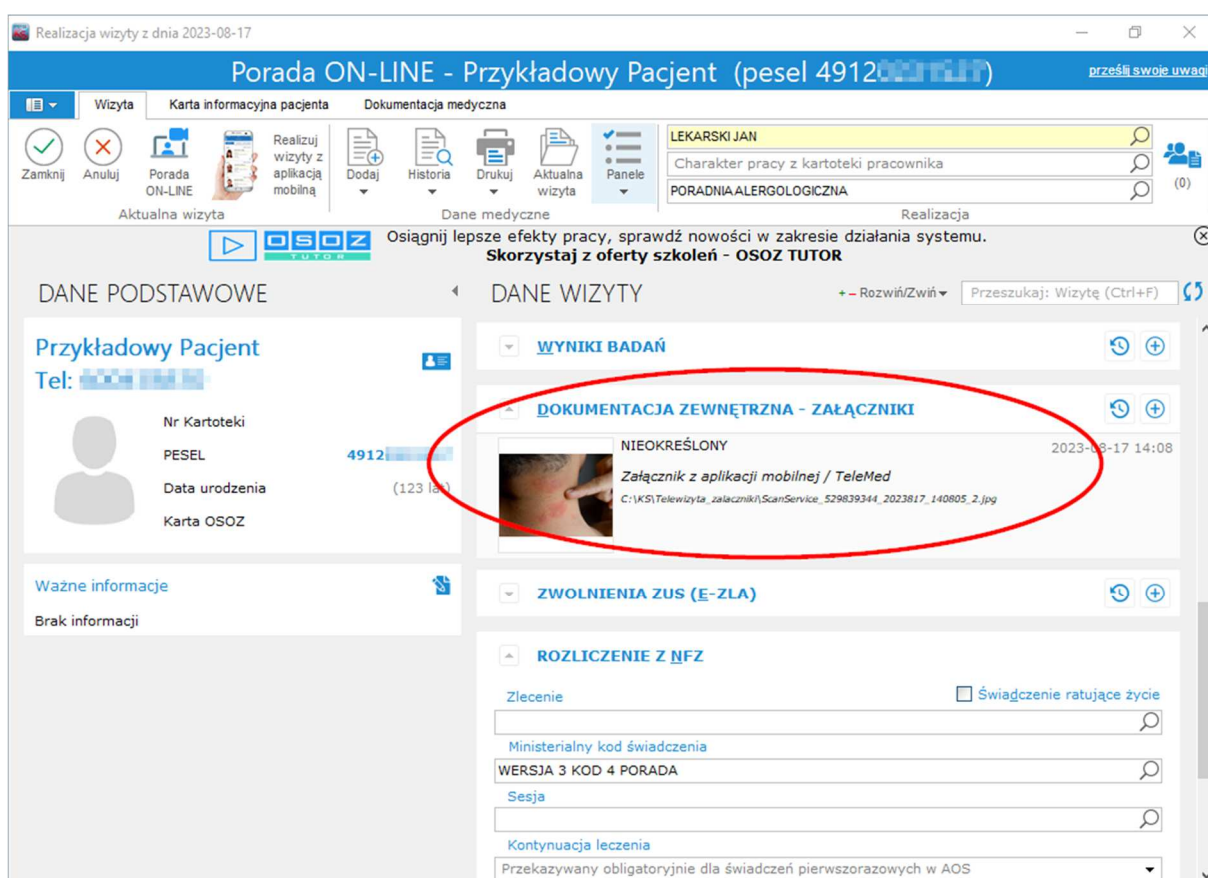 Realizacja wizyty z dnia 2023-08-17
Porada ON-LINE - Przykładowy Pacjent (pesel 4912
prześlij swoje uwagi
Wizyta
Karta informacyjna pacjenta
Dokumentacja medyczna
Zamknij
Anuluj
Porada ON-LINE
Realizuj wizyty z aplikacją mobilną
Dodaj
Historia
Drukuj
Aktualna wizyta
Panele
LEKARSKI JAN
Charakter pracy z kartoteki pracownika
PORADNIA ALERGOLOGICZNA
(0)
Aktualna wizyta
Dane medyczne
Realizacja
OSOZ TUTOR
Osiągnij lepsze efekty pracy, sprawdź nowości w zakresie działania systemu.
Skorzystaj z oferty szkoleń - OSOZ TUTOR
DANE PODSTAWOWE
Przykładowy Pacjent
Tel:
Nr Kartoteki
PESEL 4912
Data urodzenia (123 lat)
Karta OSOZ
Ważne informacje
Brak informacji
DANE WIZYTY
+ – Rozwiń/Zwiń
Przeszukaj: Wizytę (Ctrl+F)
WYNIKI BADAŃ
DOKUMENTACJA ZEWNĘTRZNA - ZAŁĄCZNIKI
NIEOKREŚLONY
2023-08-17 14:08
Załącznik z aplikacji mobilnej / TeleMed
C:\KS\Telewizyta_zalaczniki\ScanService_529839344_2023817_140805_2.jpg
ZWOLNIENIA ZUS (E-ZLA)
ROZLICZENIE Z NFZ
Zlecenie
Świadczenie ratujące życie
Ministerialny kod świadczenia
WERSJA 3 KOD 4 PORADA
Sesja
Kontynuacja leczenia
Przekazywany obligatoryjnie dla świadczeń pierwszorazowych w AOS